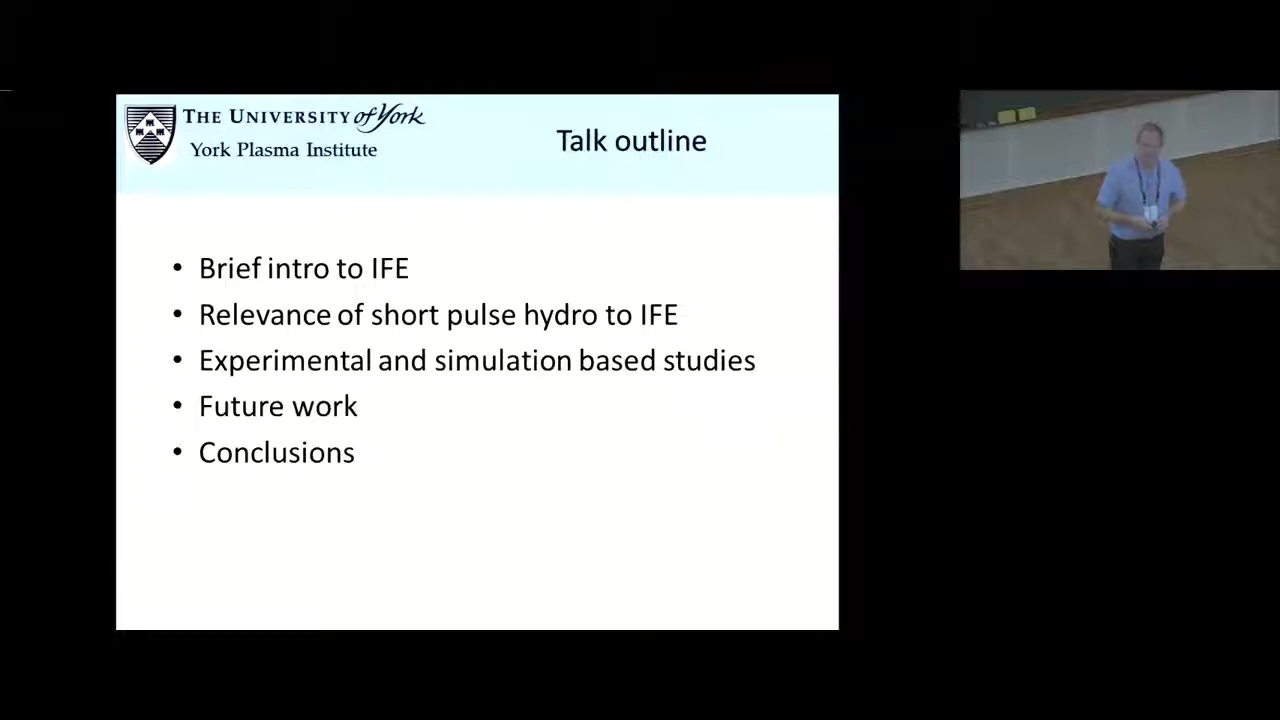 THE UNIVERSITY of York
York Plasma Institute
Talk outline
• Brief intro to IFE
• Relevance of short pulse hydro to IFE
• Experimental and simulation based studies
• Future work
• Conclusions